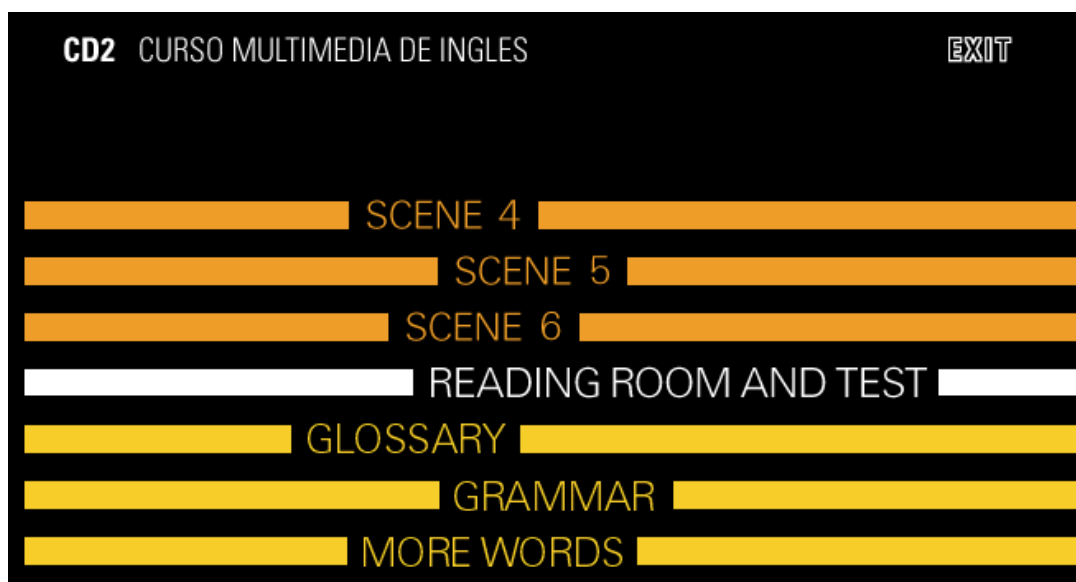 CD2 CURSO MULTIMEDIA DE INGLES EXIT
SCENE 4
SCENE 5
SCENE 6
READING ROOM AND TEST
GLOSSARY
GRAMMAR
MORE WORDS